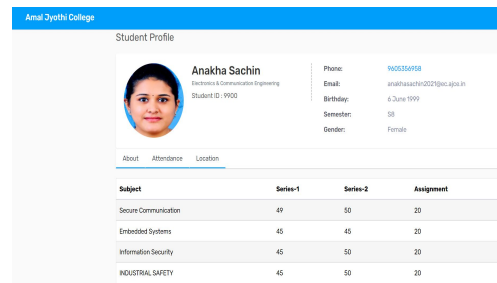 Amal Jyothi College
Student Profile
Anakha Sachin
Electronics & Communication Engineering
Student ID : 9900
Phone: 9605356958
Email: anakhasachin2021@ec.ajce.in
Birthday: 6 June 1999
Semester: S8
Gender: Female
About Attendance Location
Subject Series-1 Series-2 Assignment
Secure Communication 49 50 20
Embedded Systems 45 45 20
Information Security 45 50 20
INDUSTRIAL SAFETY 45 50 20